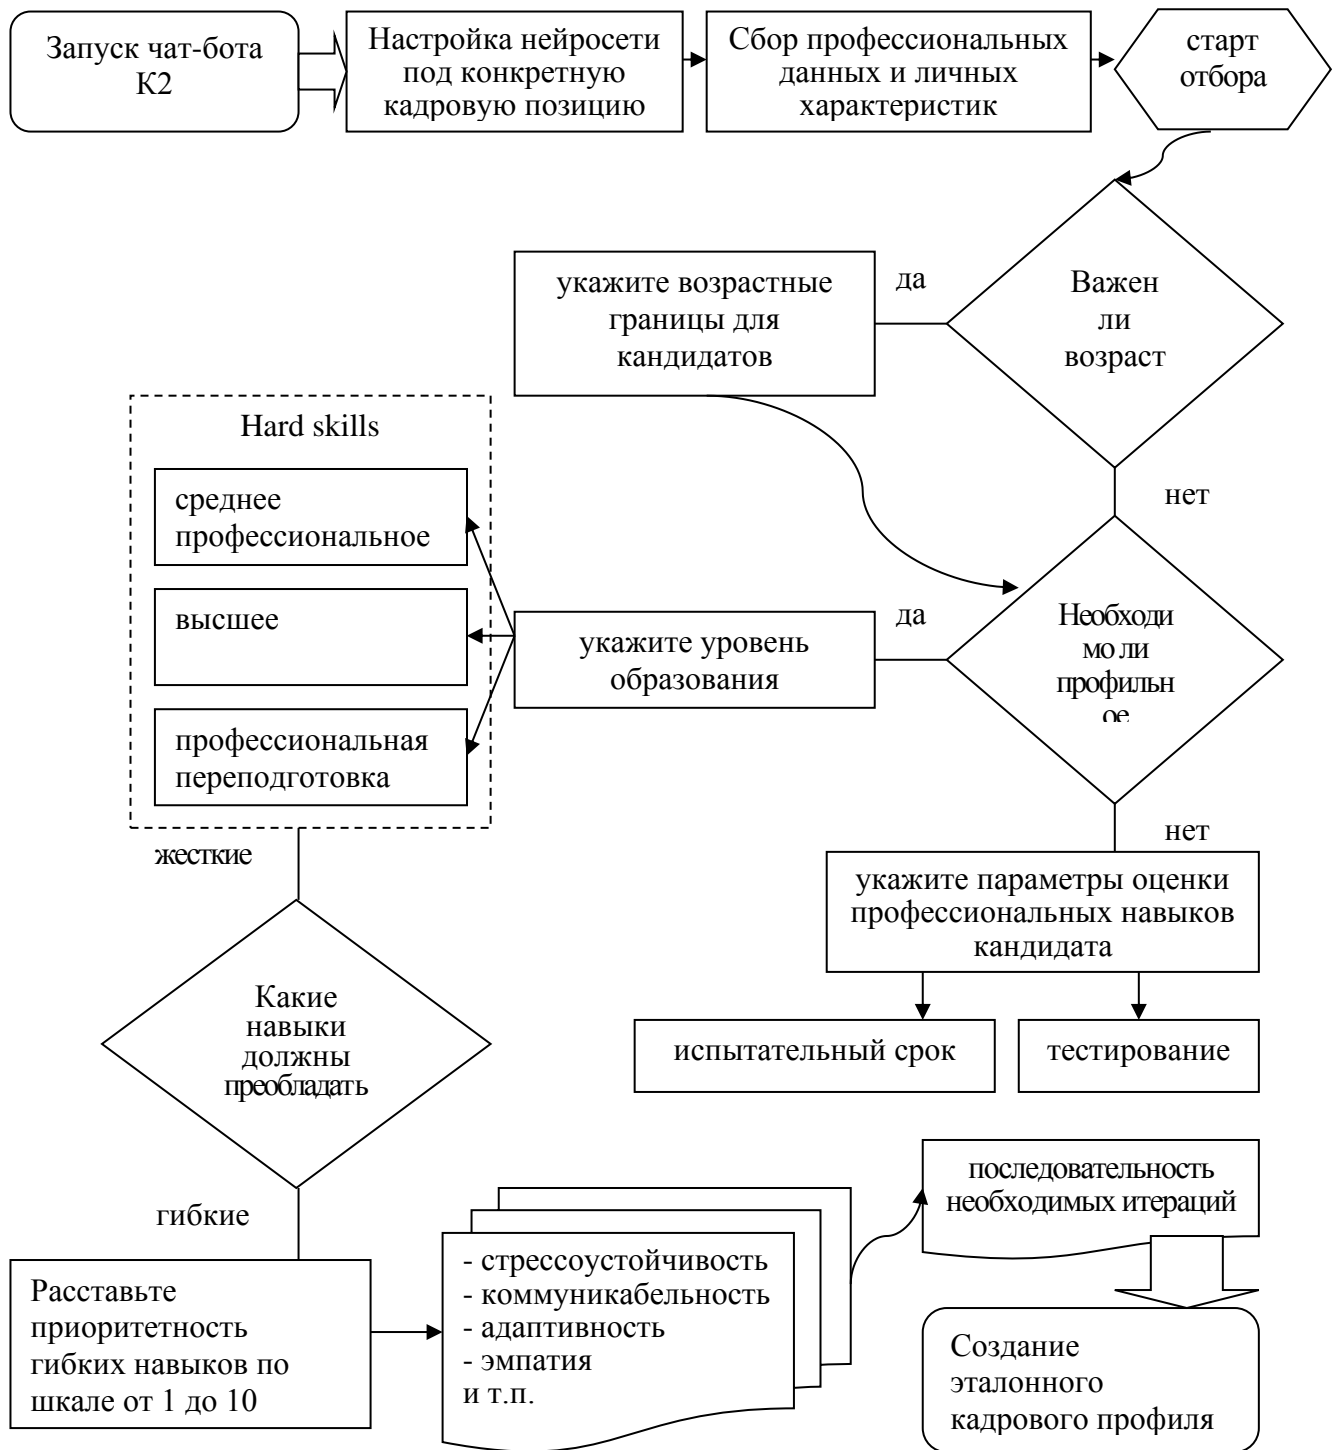 Запуск чат-бота
К2
Настройка нейросети
под конкретную
кадровую позицию
Сбор профессиональных
данных и личных
характеристик
старт
отбора
укажите возрастные
границы для
кандидатов
да
Важен
ли
возраст
нет
Hard skills
среднее
профессиональное
высшее
профессиональная
переподготовка
укажите уровень
образования
да
Необходи
мо ли
профильн
ое
нет
жесткие
укажите параметры оценки
профессиональных навыков
кандидата
Какие
навыки
должны
преобладать
испытательный срок
тестирование
гибкие
последовательность
необходимых итераций
Расставьте
приоритетность
гибких навыков по
шкале от 1 до 10
- стрессоустойчивость
- коммуникабельность
- адаптивность
- эмпатия
и т.п.
Создание
эталонного
кадрового профиля